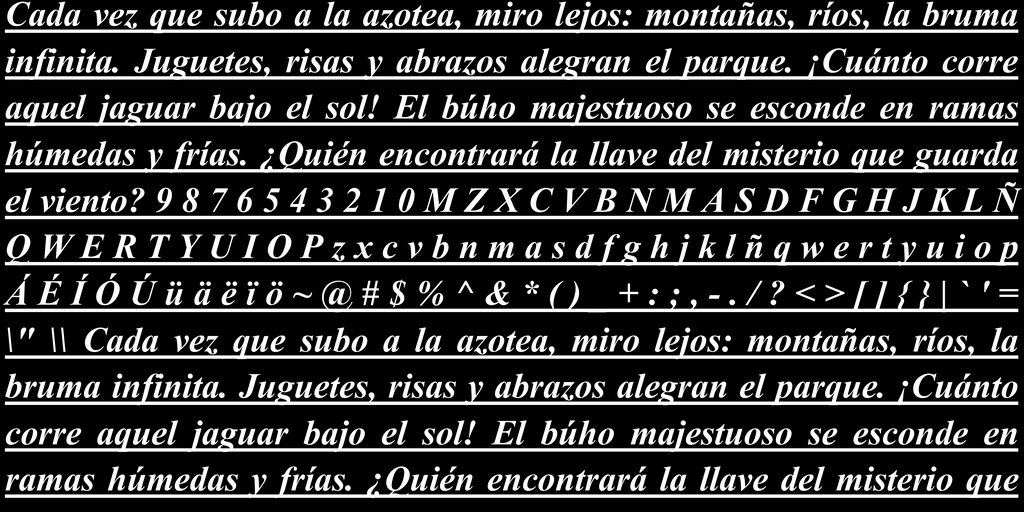 Cada vez que subo a la azotea, miro lejos: montañas, ríos, la bruma
infinita. Juguetes, risas y abrazos alegran el parque. ¡Cuánto corre
aquel jaguar bajo el sol! El búho majestuoso se esconde en ramas
húmedas y frías. ¿Quién encontrará la llave del misterio que guarda
el viento? 9 8 7 6 5 4 3 2 1 0 M Z X C V B N M A S D F G H J K L Ñ
Q W E R T Y U I O P z x c v b n m a s d f g h j k l ñ q w e r t y u i o p
Á É Í Ó Ú ü ä ë ï ö ~ @ # $ % ^ & * ( ) _ + : ; , - . / ? < > [ ] { } | ` ' =
\" \\ Cada vez que subo a la azotea, miro lejos: montañas, ríos, la
bruma infinita. Juguetes, risas y abrazos alegran el parque. ¡Cuánto
corre aquel jaguar bajo el sol! El búho majestuoso se esconde en
ramas húmedas y frías. ¿Quién encontrará la llave del misterio que